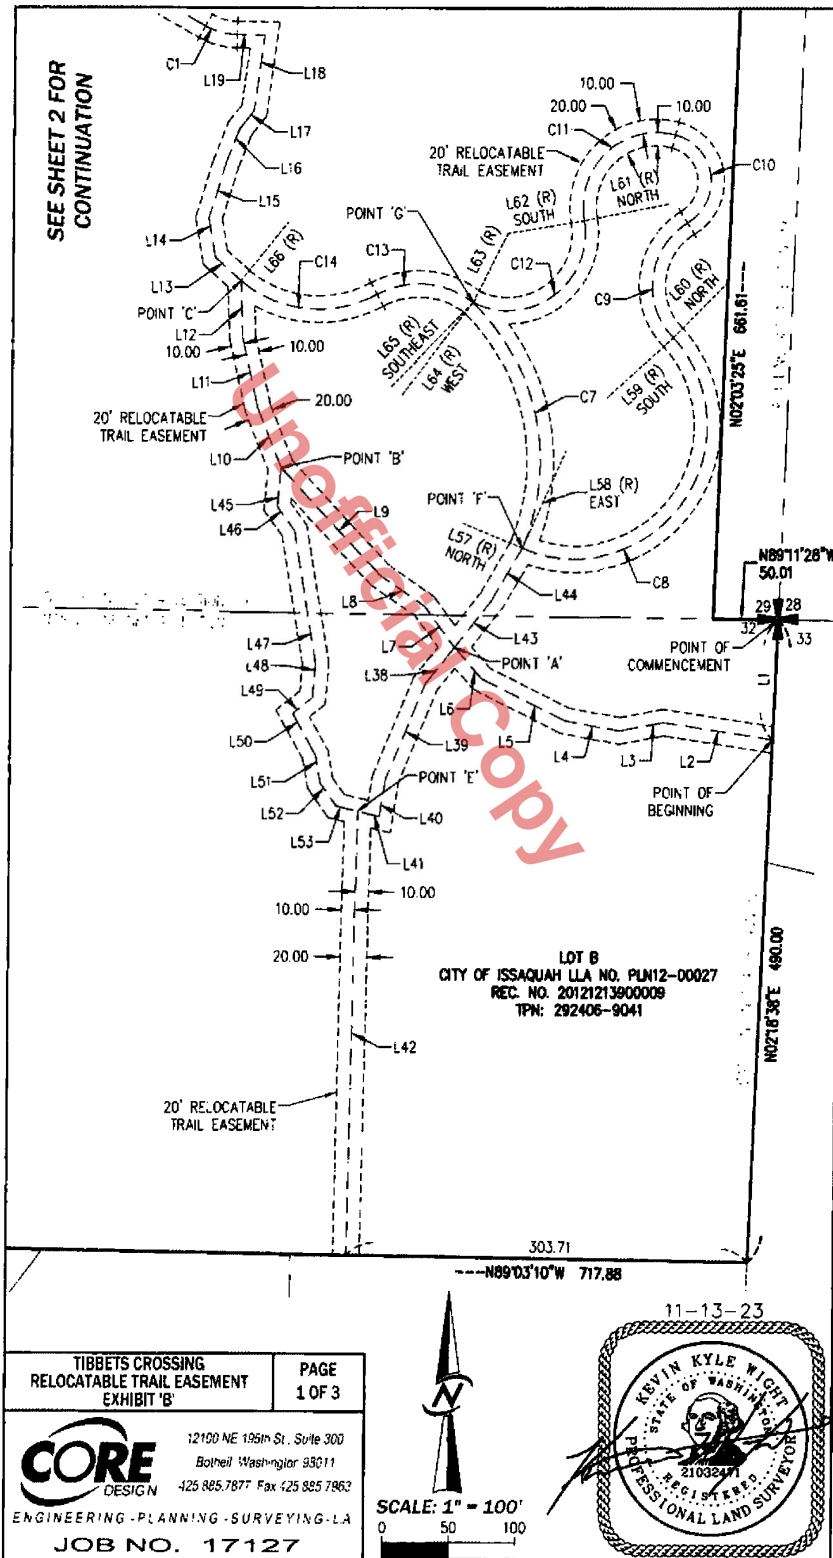 SEE SHEET 2 FOR
CONTINUATION
C1
L19
L18
L17
L16
L15
L14
L13
POINT 'C'
L12
10.00
10.00
L11
20' RELOCATABLE
TRAIL EASEMENT
20.00
L10
POINT 'B'
L45
L46
L9
L8
L7
L47
L48
L38
L49
L50
L51
L52
L53
L39
POINT 'E'
L40
L41
10.00
10.00
20.00
L42
20' RELOCATABLE
TRAIL EASEMENT
L66 (R)
C14
C13
POINT 'G'
L63 (R)
L65 (R)
SOUTHEAST
L64 (R)
WEST
10.00
20.00
10.00
C11
20' RELOCATABLE
TRAIL EASEMENT
L62 (R)
SOUTH
L61 (R)
NORTH
C10
C12
C9
L60 (R)
NORTH
L59 (R)
SOUTH
C7
L58 (R)
EAST
POINT 'F'
L57 (R)
NORTH
L44
C8
L43
POINT 'A'
L6
L5
L4
L3
L2
L1
N02°03'25"E 661.61
N89°11'28"W
50.01
29
28
32
33
POINT OF
COMMENCEMENT
POINT OF
BEGINNING
LOT B
CITY OF ISSAQUAH LLA NO. PLN12-00027
REC. NO. 20121213900009
TPN: 292406-9041
N02°18'38"E 490.00
303.71
N89°03'10"W 717.88
Unofficial Copy
11-13-23
TIBBETS CROSSING
RELOCATABLE TRAIL EASEMENT
EXHIBIT 'B'
PAGE
1 OF 3
CORE
DESIGN
12100 NE 195th St, Suite 300
Bothell Washington 98011
425.885.7877 Fax 425.885.7963
ENGINEERING-PLANNING-SURVEYING-LA
JOB NO. 17127
N
SCALE: 1" = 100'
0 50 100
KEVIN KYLE WIGHT
STATE OF WASHINGTON
21032471
REGISTERED
PROFESSIONAL LAND SURVEYOR